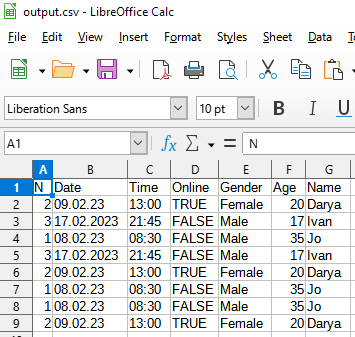 output.csv - LibreOffice Calc
File Edit View Insert Format Styles Sheet Data To
Liberation Sans 10 pt B I
A1 fx Σ = N
A B C D E F G
1 N Date Time Online Gender Age Name
2 2 09.02.23 13:00 TRUE Female 20 Darya
3 3 17.02.2023 21:45 FALSE Male 17 Ivan
4 1 08.02.23 08:30 FALSE Male 35 Jo
5 3 17.02.2023 21:45 FALSE Male 17 Ivan
6 2 09.02.23 13:00 TRUE Female 20 Darya
7 1 08.02.23 08:30 FALSE Male 35 Jo
8 1 08.02.23 08:30 FALSE Male 35 Jo
9 2 09.02.23 13:00 TRUE Female 20 Darya